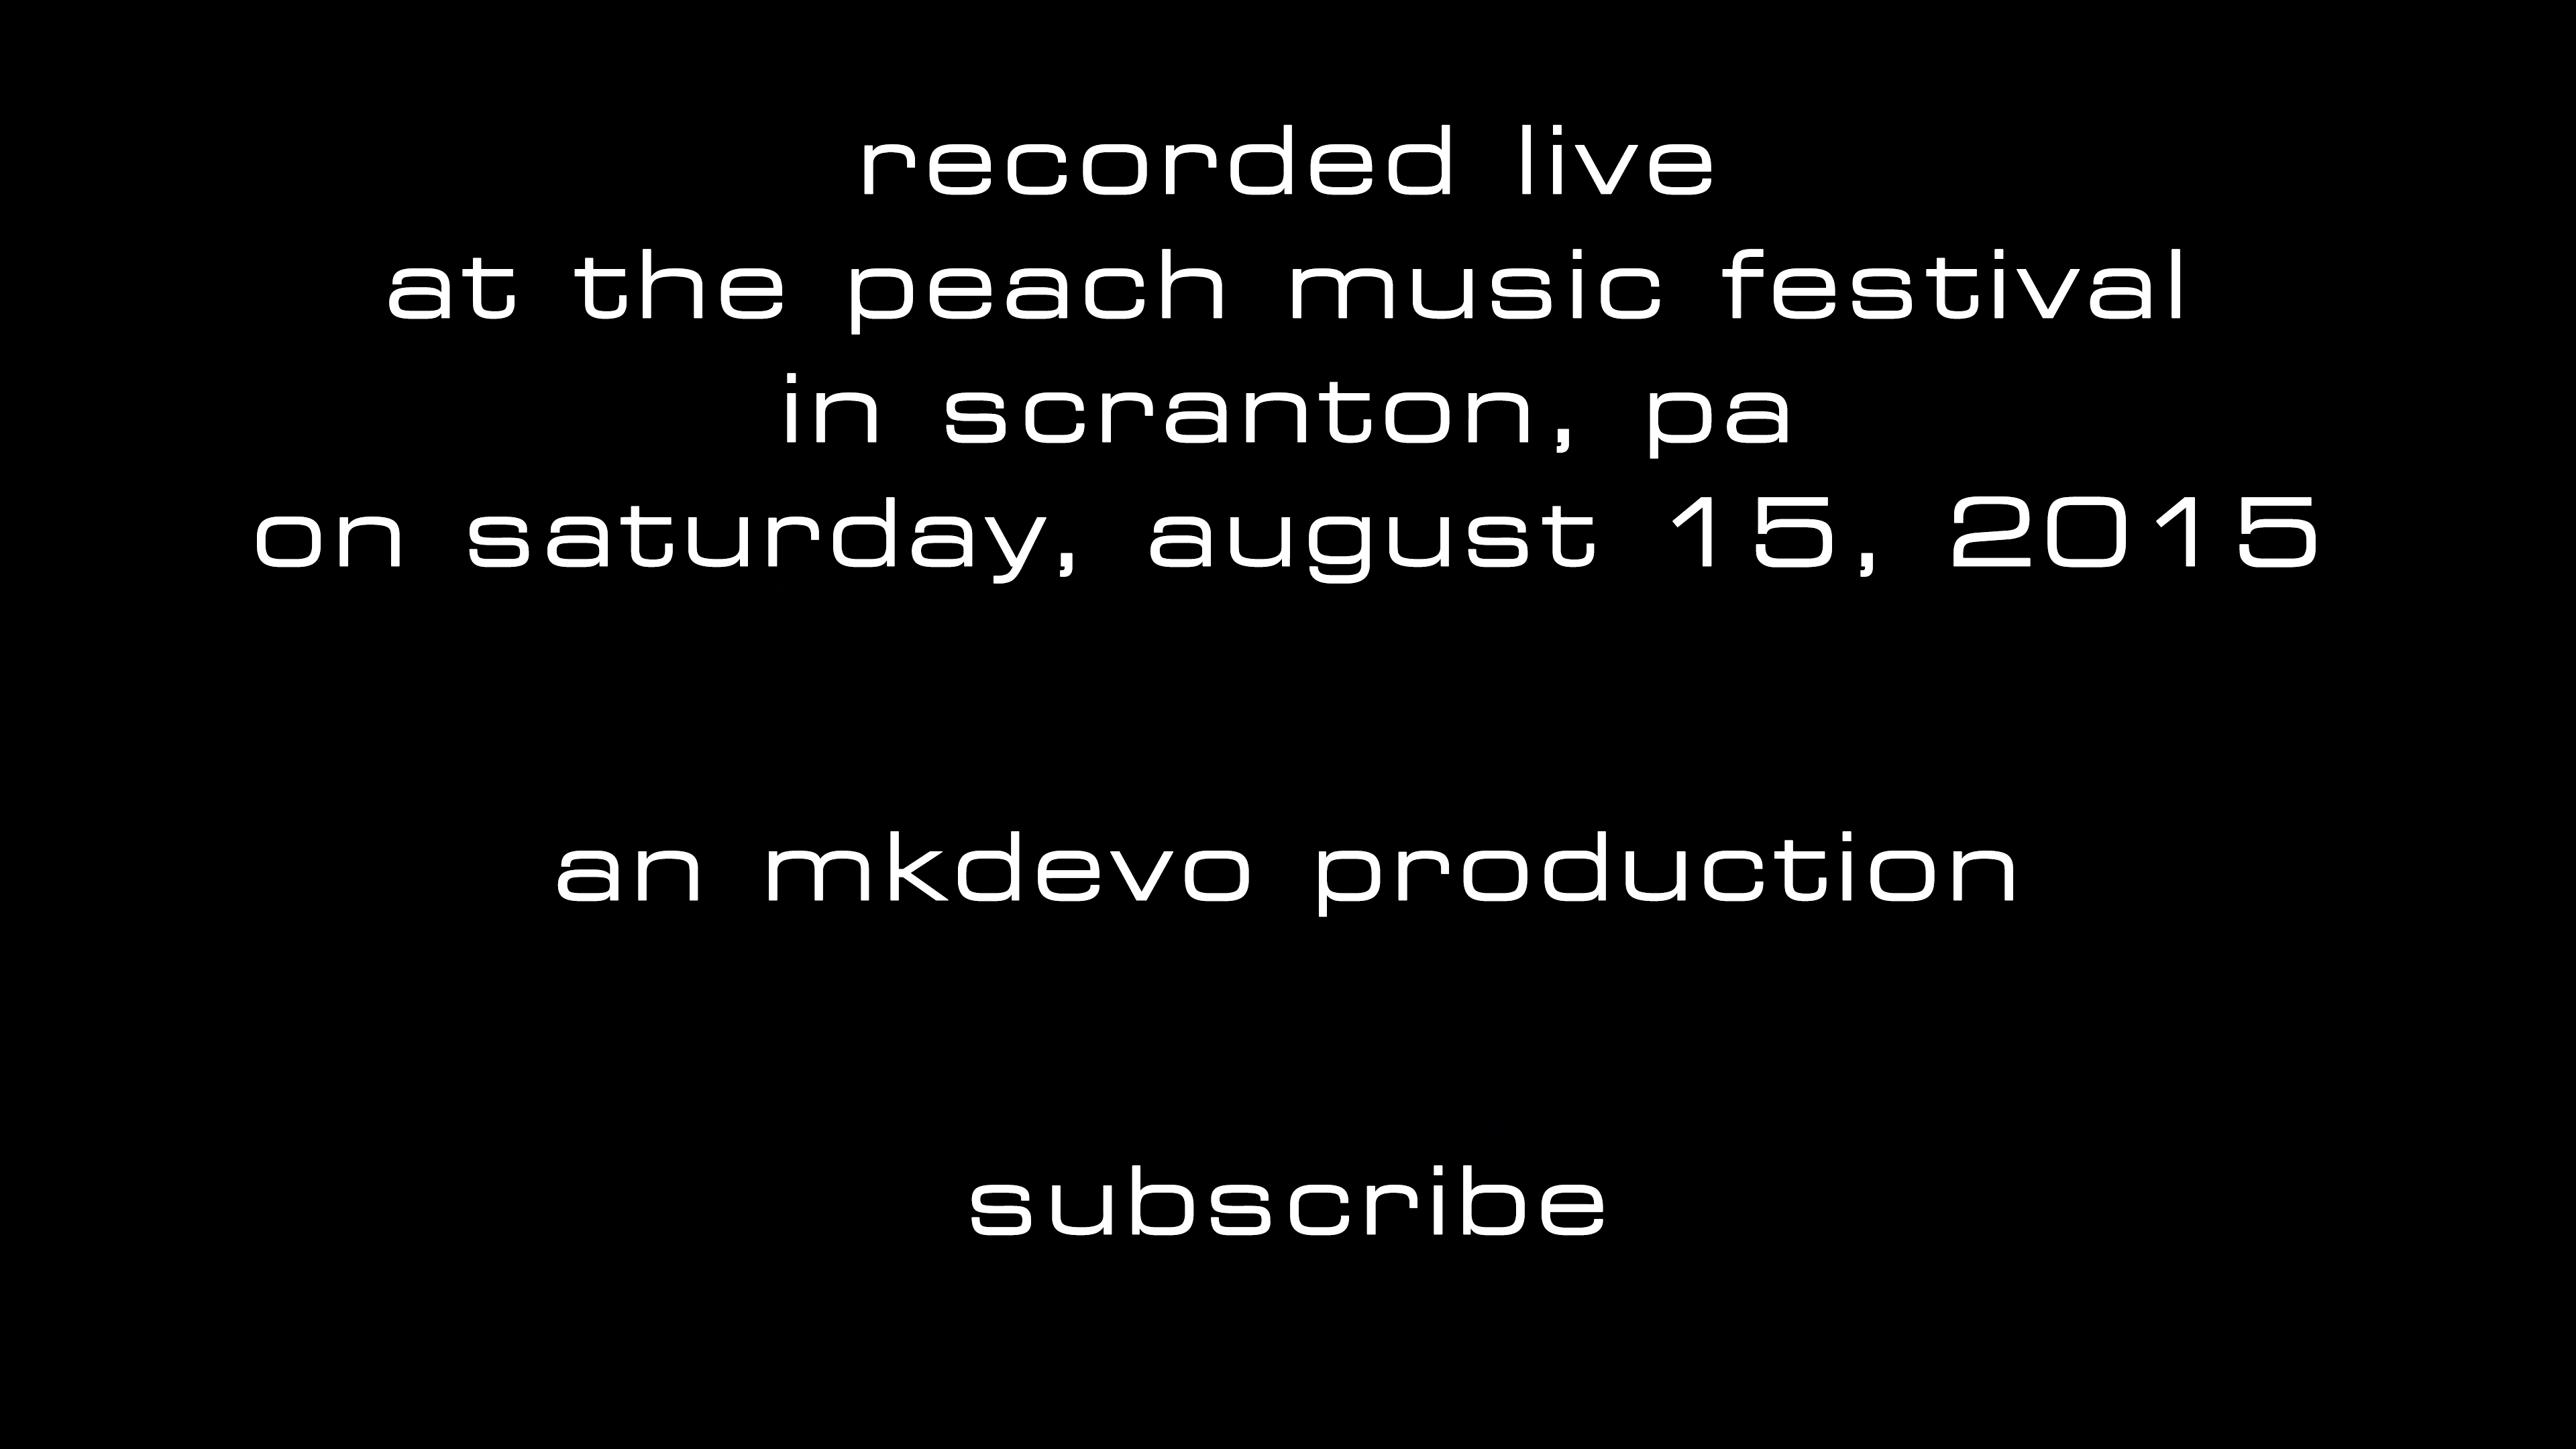 recorded live
at the peach music festival
in scranton, pa
on saturday, august 15, 2015
an mkdevo production
subscribe